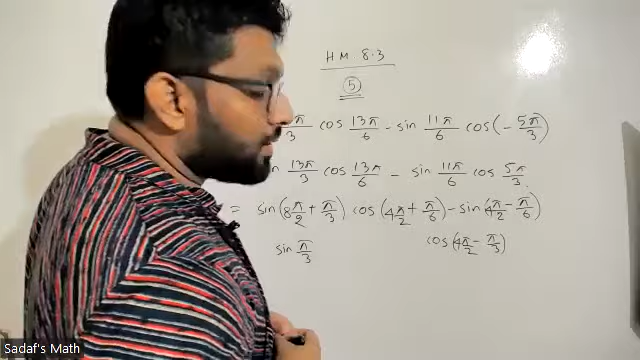 HM 8.3
5
π/3 cos 13π/6 - sin 11π/6 cos(-5π/3)
n 13π/3 cos 13π/6 - sin 11π/6 cos 5π/3
= sin(8π/2 + π/3) cos(4π/2 + π/6) - sin(4π/2 - π/6)
sin π/3 cos(4π/2 - π/3)
Sadaf's Math